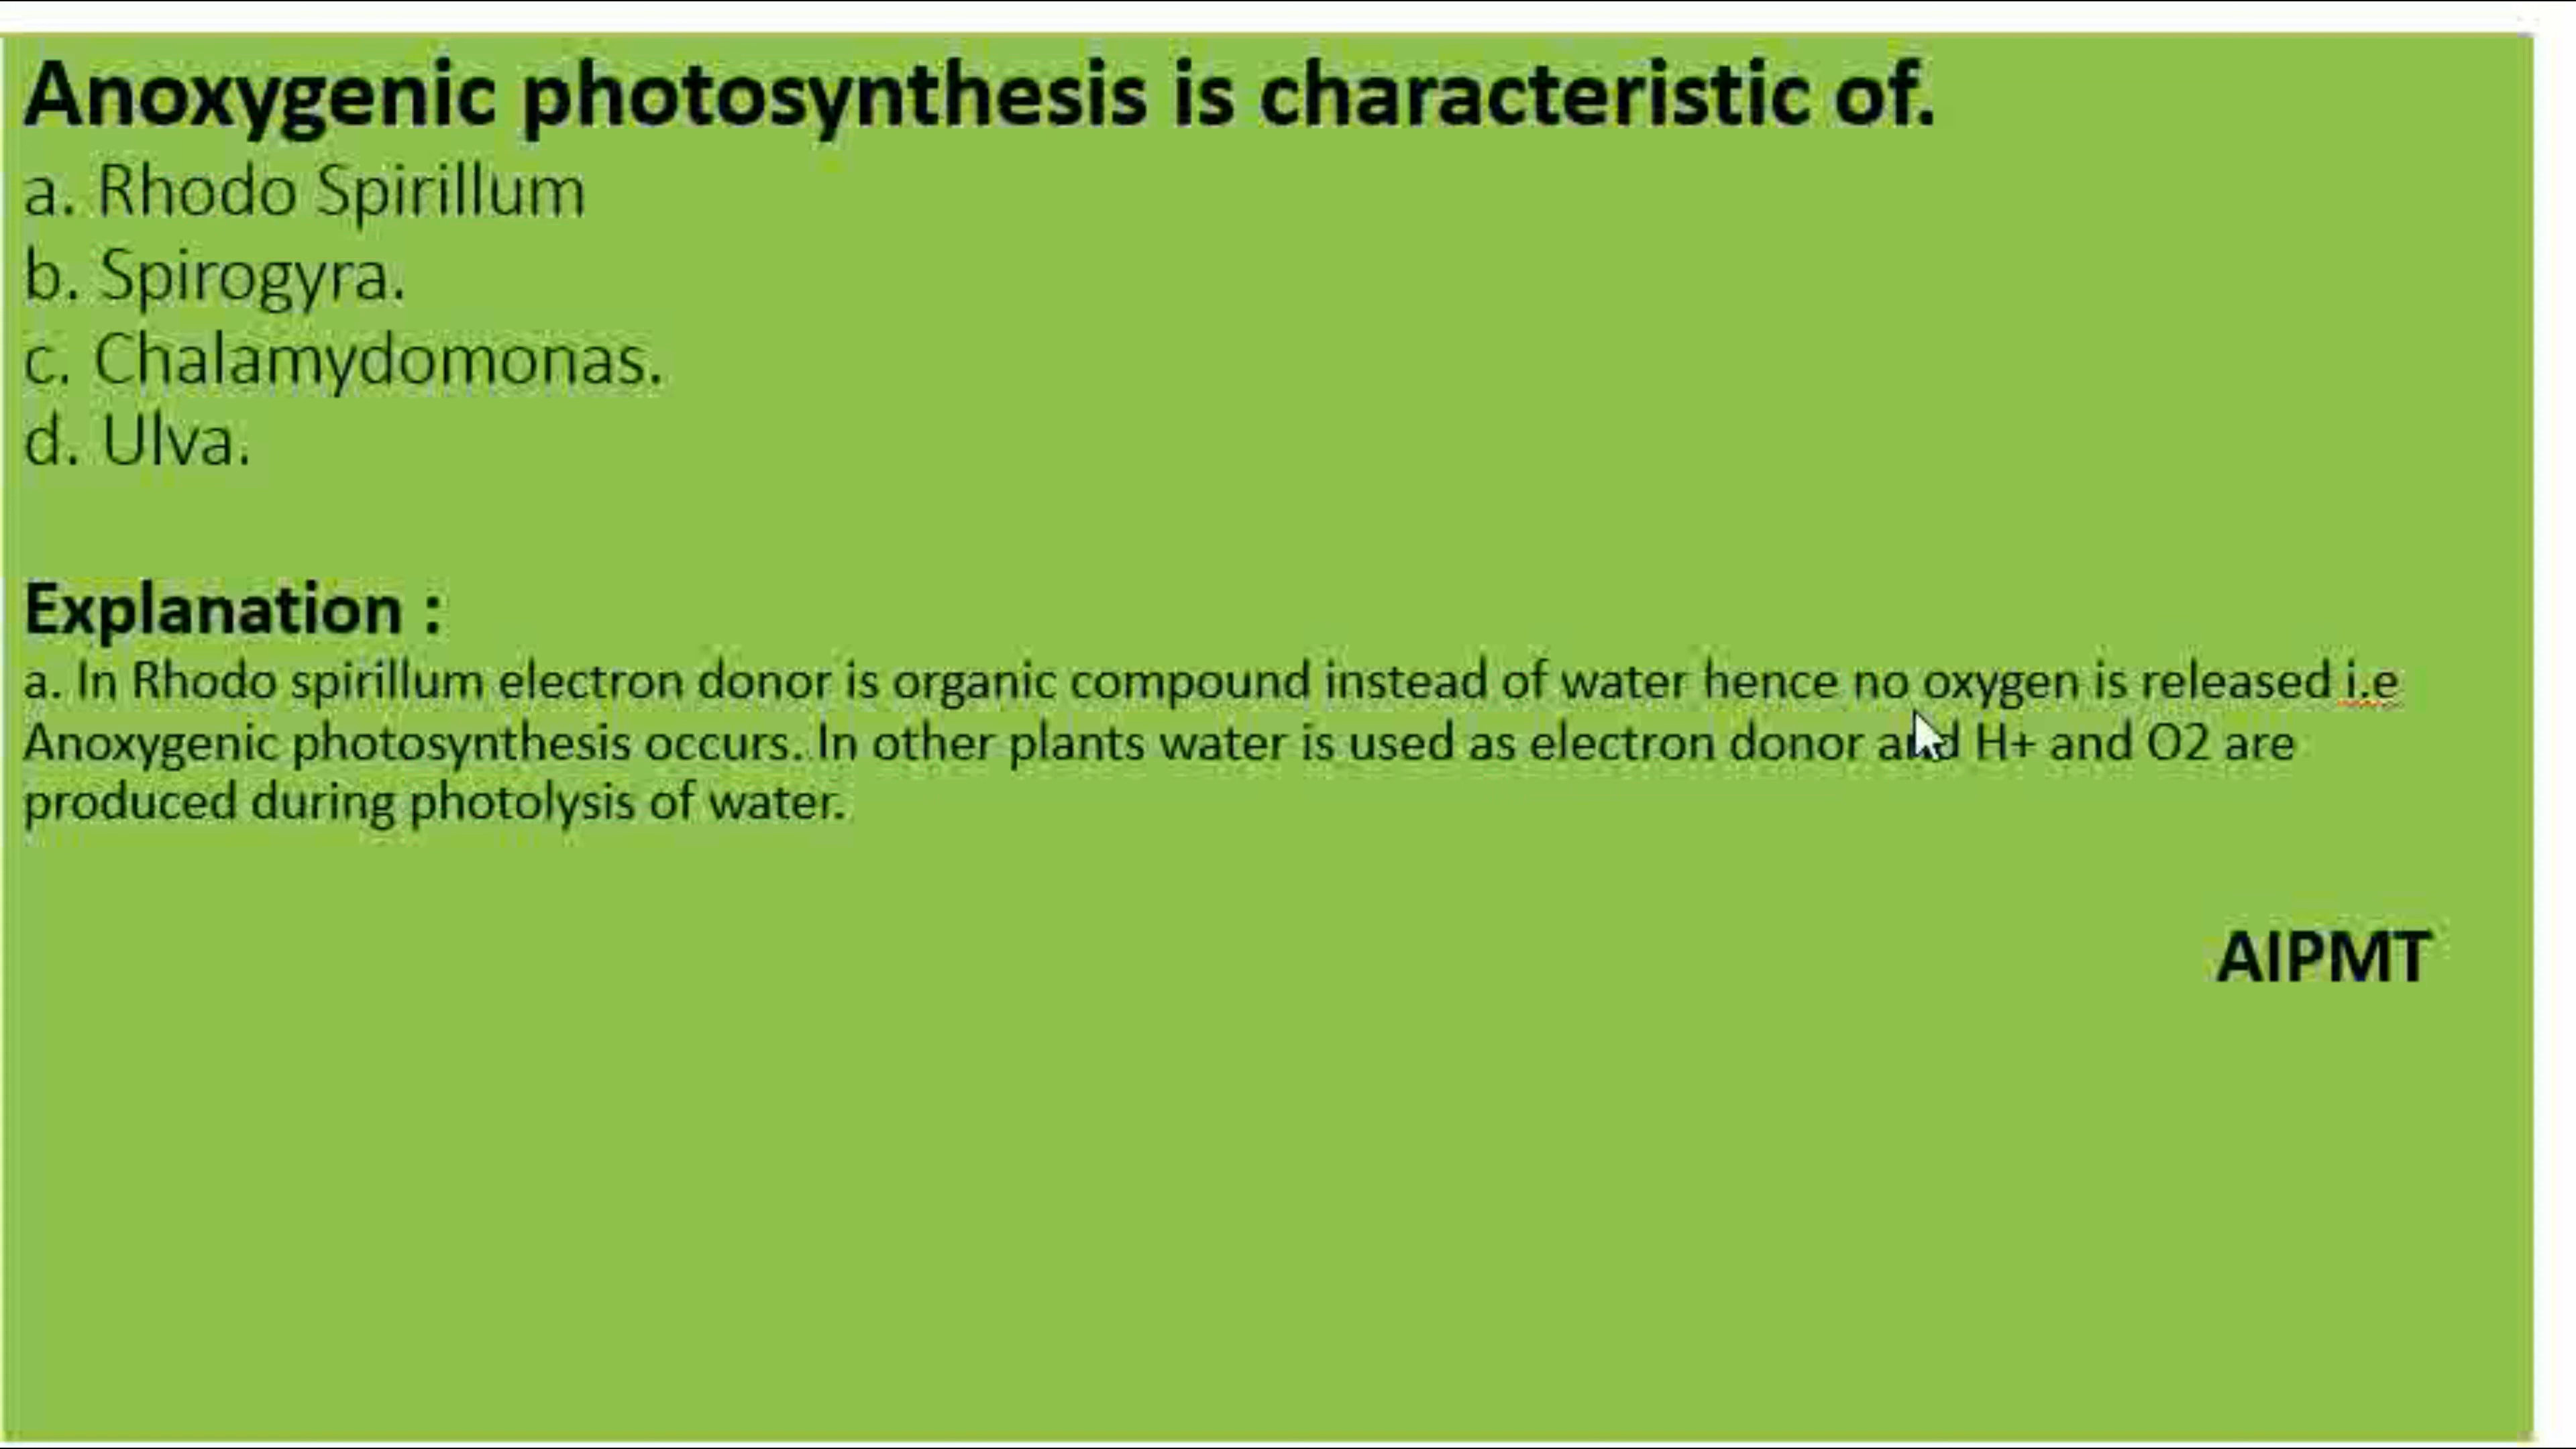 Anoxygenic photosynthesis is characteristic of.
a. Rhodo Spirillum
b. Spirogyra.
c. Chalamydomonas.
d. Ulva.
Explanation :
a. In Rhodo spirillum electron donor is organic compound instead of water hence no oxygen is released i.e
Anoxygenic photosynthesis occurs. In other plants water is used as electron donor and H+ and O2 are
produced during photolysis of water.
AIPMT